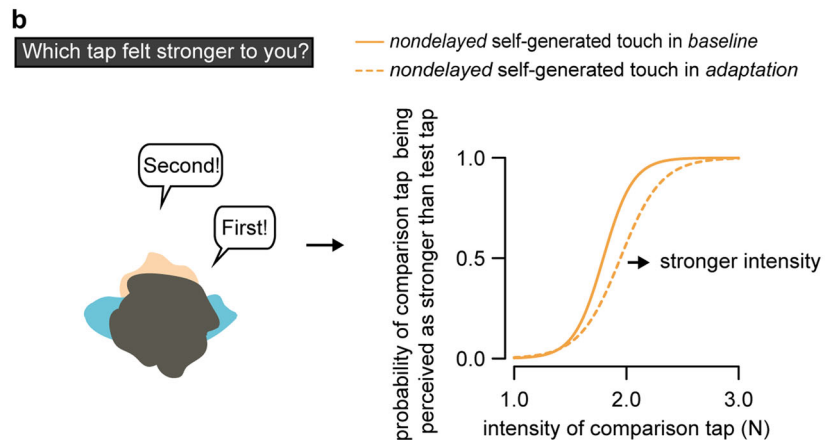 b
Which tap felt stronger to you?
nondelayed self-generated touch in baseline
nondelayed self-generated touch in adaptation
Second!
First!
probability of comparison tap being
perceived as stronger than test tap
1.0
0.5
0.0
stronger intensity
1.0 2.0 3.0
intensity of comparison tap (N)